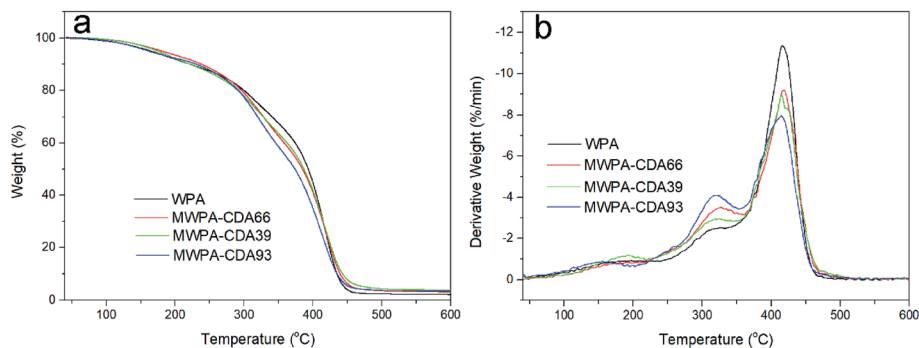 a
100
80
60
40
20
0
Weight (%)
WPA
MWPA-CDA66
MWPA-CDA39
MWPA-CDA93
100 200 300 400 500 600
Temperature (°C)
b
-12
-10
-8
-6
-4
-2
0
Derivative Weight (%/min)
WPA
MWPA-CDA66
MWPA-CDA39
MWPA-CDA93
100 200 300 400 500 600
Temperature (°C)